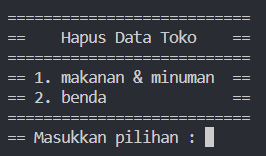 ===========================
==    Hapus Data Toko    ==
===========================
== 1. makanan & minuman  ==
== 2. benda              ==
===========================
== Masukkan pilihan :